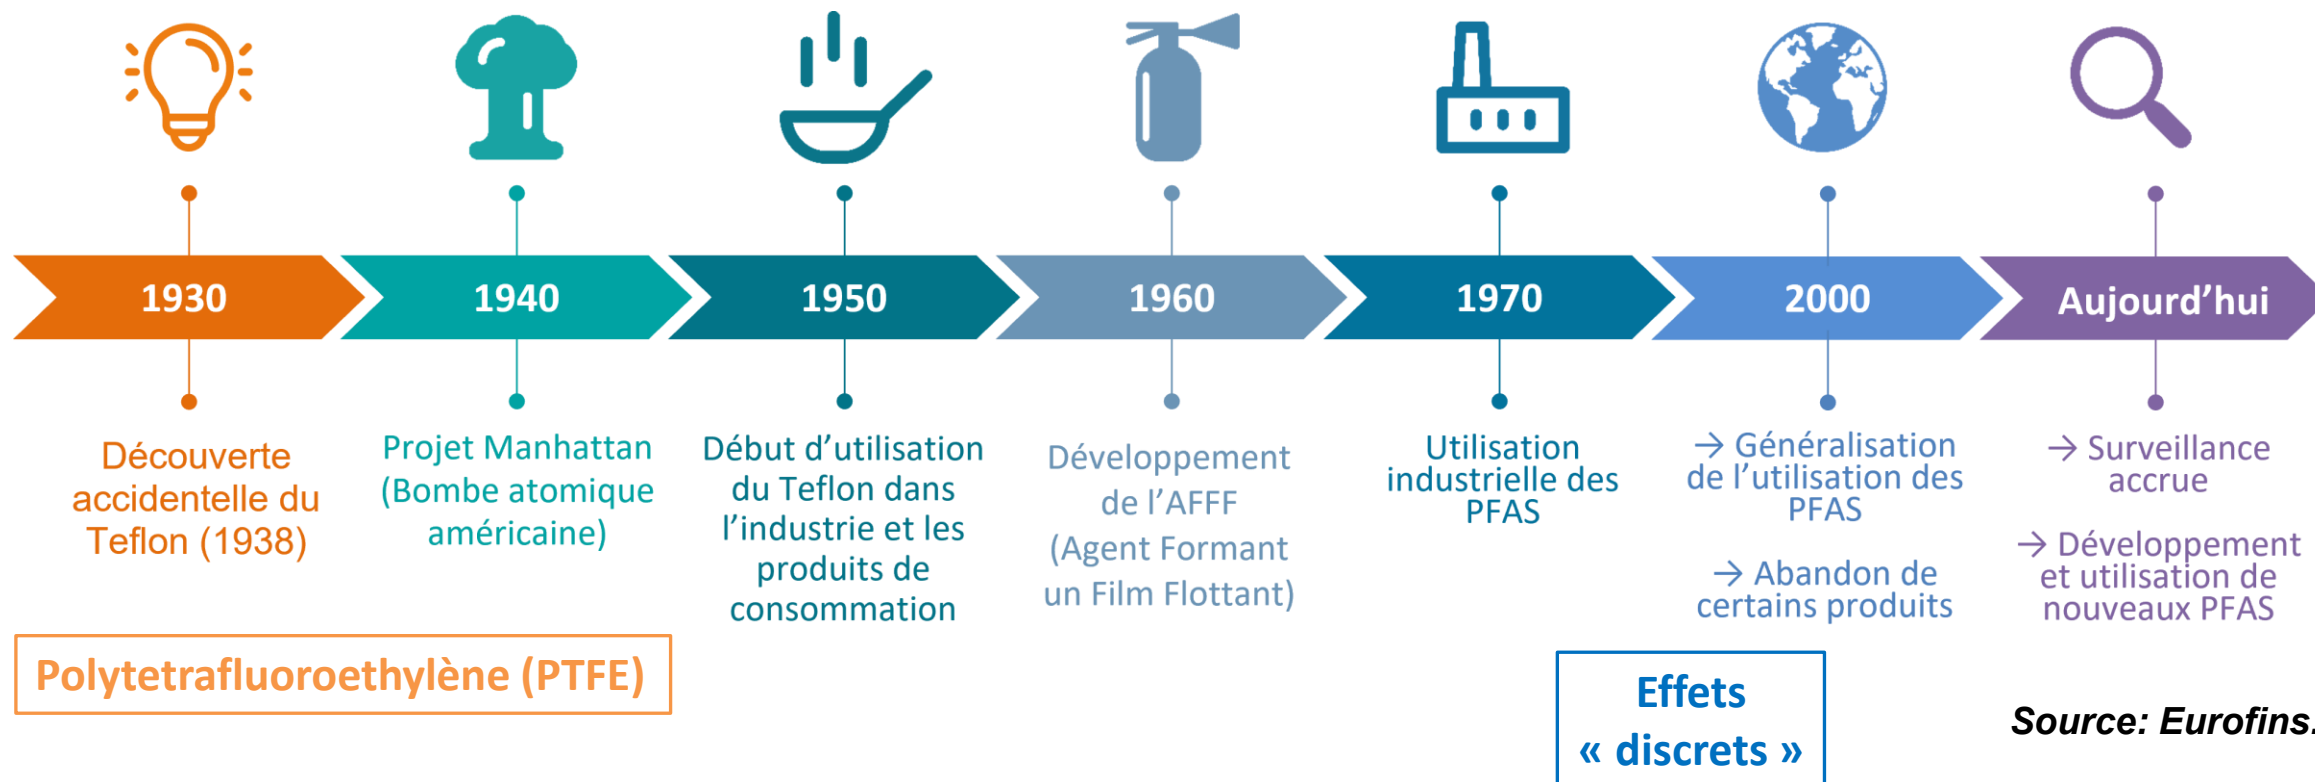 1930
1940
1950
1960
1970
2000
Aujourd’hui
Découverte
accidentelle du
Teflon (1938)
Projet Manhattan
(Bombe atomique
américaine)
Début d’utilisation
du Teflon dans
l’industrie et les
produits de
consommation
Développement
de l’AFFF
(Agent Formant
un Film Flottant)
Utilisation
industrielle des
PFAS
→ Généralisation
de l’utilisation des
PFAS
→ Abandon de
certains produits
→ Surveillance
accrue
→ Développement
et utilisation de
nouveaux PFAS
Polytetrafluoroethylène (PTFE)
Effets
« discrets »
Source: Eurofins.